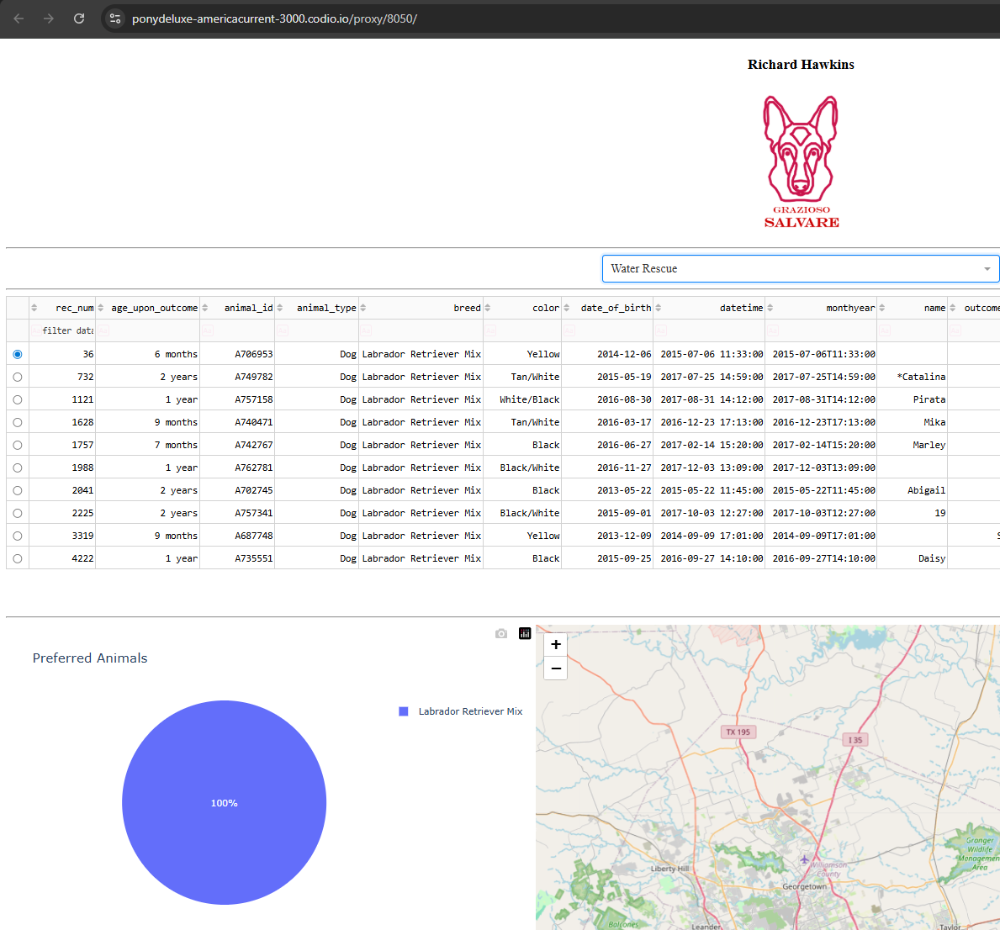 ponydeluxe-americacurrent-3000.codio.io/proxy/8050/
Richard Hawkins
GRAZIOSO
SALVARE
Water Rescue
rec_num age_upon_outcome animal_id animal_type breed color date_of_birth datetime monthyear name outcome
filter data
36 6 months A706953 Dog Labrador Retriever Mix Yellow 2014-12-06 2015-07-06 11:33:00 2015-07-06T11:33:00
732 2 years A749782 Dog Labrador Retriever Mix Tan/White 2015-05-19 2017-07-25 14:59:00 2017-07-25T14:59:00 *Catalina
1121 1 year A757158 Dog Labrador Retriever Mix White/Black 2016-08-30 2017-08-31 14:12:00 2017-08-31T14:12:00 Pirata
1628 9 months A740471 Dog Labrador Retriever Mix Tan/White 2016-03-17 2016-12-23 17:13:00 2016-12-23T17:13:00 Mika
1757 7 months A742767 Dog Labrador Retriever Mix Black 2016-06-27 2017-02-14 15:20:00 2017-02-14T15:20:00 Marley
1988 1 year A762781 Dog Labrador Retriever Mix Black/White 2016-11-27 2017-12-03 13:09:00 2017-12-03T13:09:00
2041 2 years A702745 Dog Labrador Retriever Mix Black 2013-05-22 2015-05-22 11:45:00 2015-05-22T11:45:00 Abigail
2225 2 years A757341 Dog Labrador Retriever Mix Black/White 2015-09-01 2017-10-03 12:27:00 2017-10-03T12:27:00 19
3319 9 months A687748 Dog Labrador Retriever Mix Yellow 2013-12-09 2014-09-09 17:01:00 2014-09-09T17:01:00
4222 1 year A735551 Dog Labrador Retriever Mix Black 2015-09-25 2016-09-27 14:10:00 2016-09-27T14:10:00 Daisy
Preferred Animals
Labrador Retriever Mix
100%
+
−
TX 195
I 35
Granger
Wildlife
Management
Area
Williamson
County
Liberty Hill
Georgetown
Balcones
Leander
Taylor